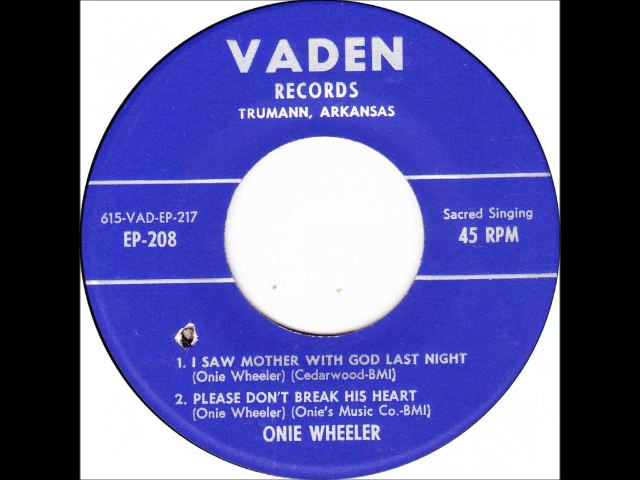 VADEN
RECORDS
TRUMANN, ARKANSAS
615-VAD-EP-217
EP-208
Sacred Singing
45 RPM
1. I SAW MOTHER WITH GOD LAST NIGHT
(Onie Wheeler) (Cedarwood-BMI)
2. PLEASE DON'T BREAK HIS HEART
(Onie Wheeler) (Onie's Music Co.-BMI)
ONIE WHEELER